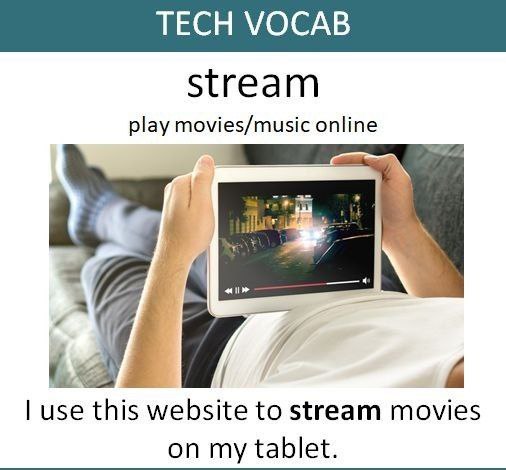 TECH VOCAB
stream
play movies/music online
I use this website to stream movies
on my tablet.